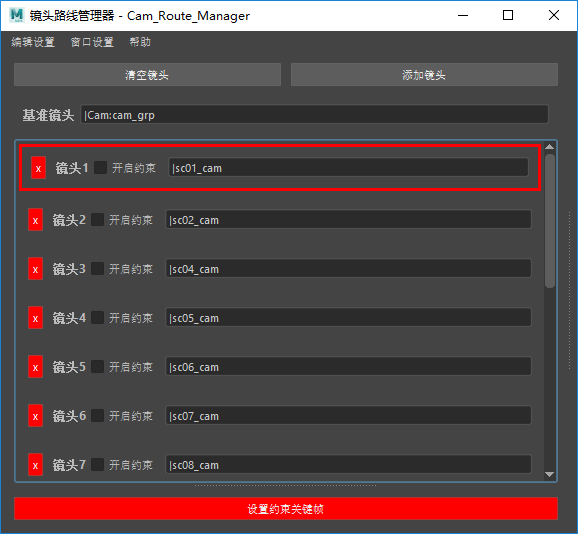 镜头路线管理器 - Cam_Route_Manager
编辑设置 窗口设置 帮助
清空镜头 添加镜头
基准镜头 |Cam:cam_grp
x 镜头1 开启约束 |sc01_cam
x 镜头2 开启约束 |sc02_cam
x 镜头3 开启约束 |sc04_cam
x 镜头4 开启约束 |sc05_cam
x 镜头5 开启约束 |sc06_cam
x 镜头6 开启约束 |sc07_cam
x 镜头7 开启约束 |sc08_cam
设置约束关键帧